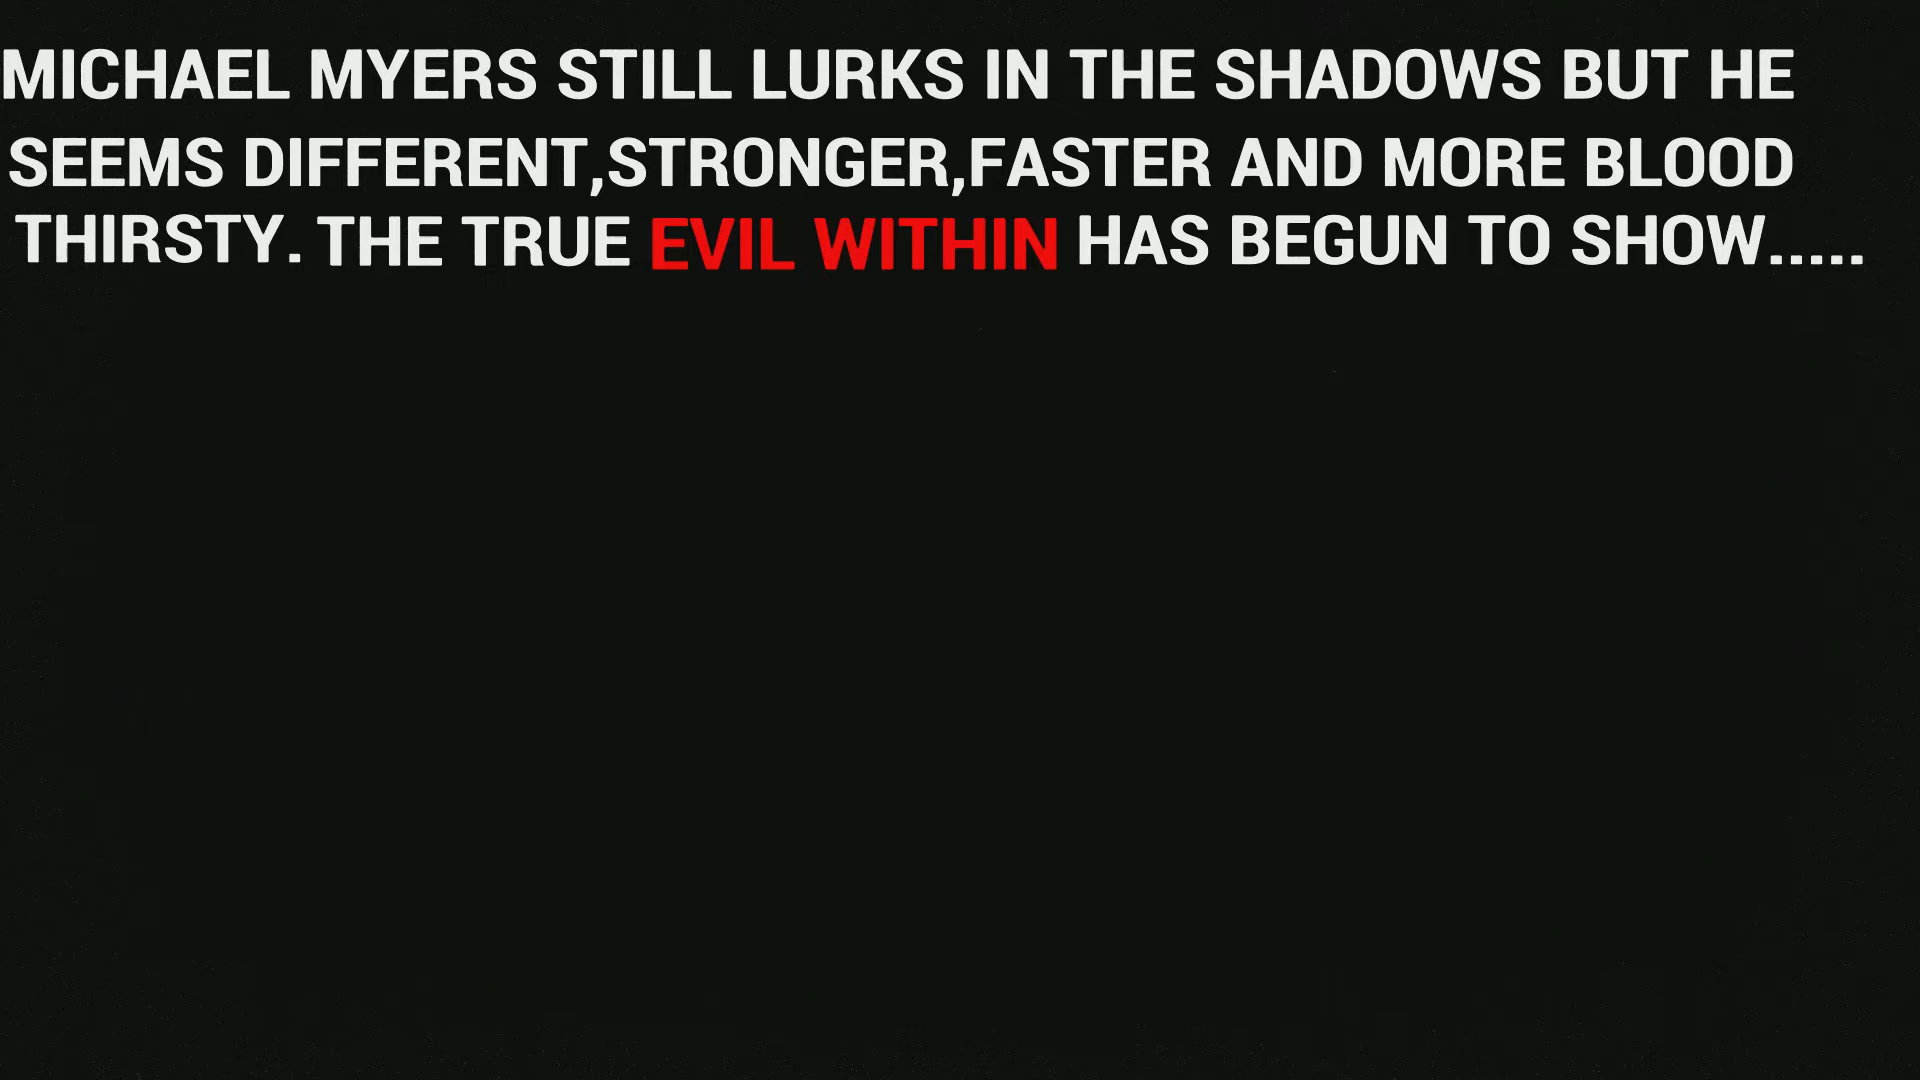 MICHAEL MYERS STILL LURKS IN THE SHADOWS BUT HE
SEEMS DIFFERENT,STRONGER,FASTER AND MORE BLOOD
THIRSTY. THE TRUE EVIL WITHIN HAS BEGUN TO SHOW.....